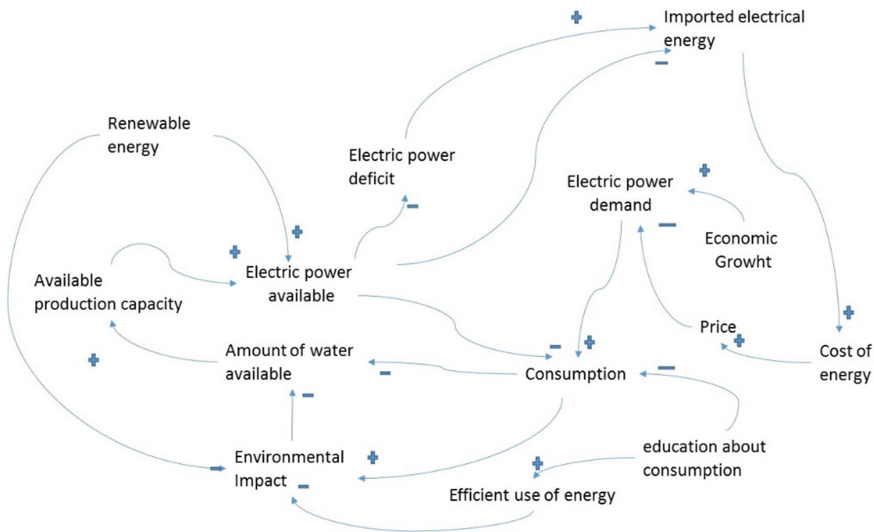 Imported electrical
energy
Renewable
energy
Electric power
deficit
Electric power
demand
Economic
Growht
Electric power
available
Available
production capacity
Price
Cost of
energy
Amount of water
available
Consumption
education about
consumption
Environmental
Impact
Efficient use of energy